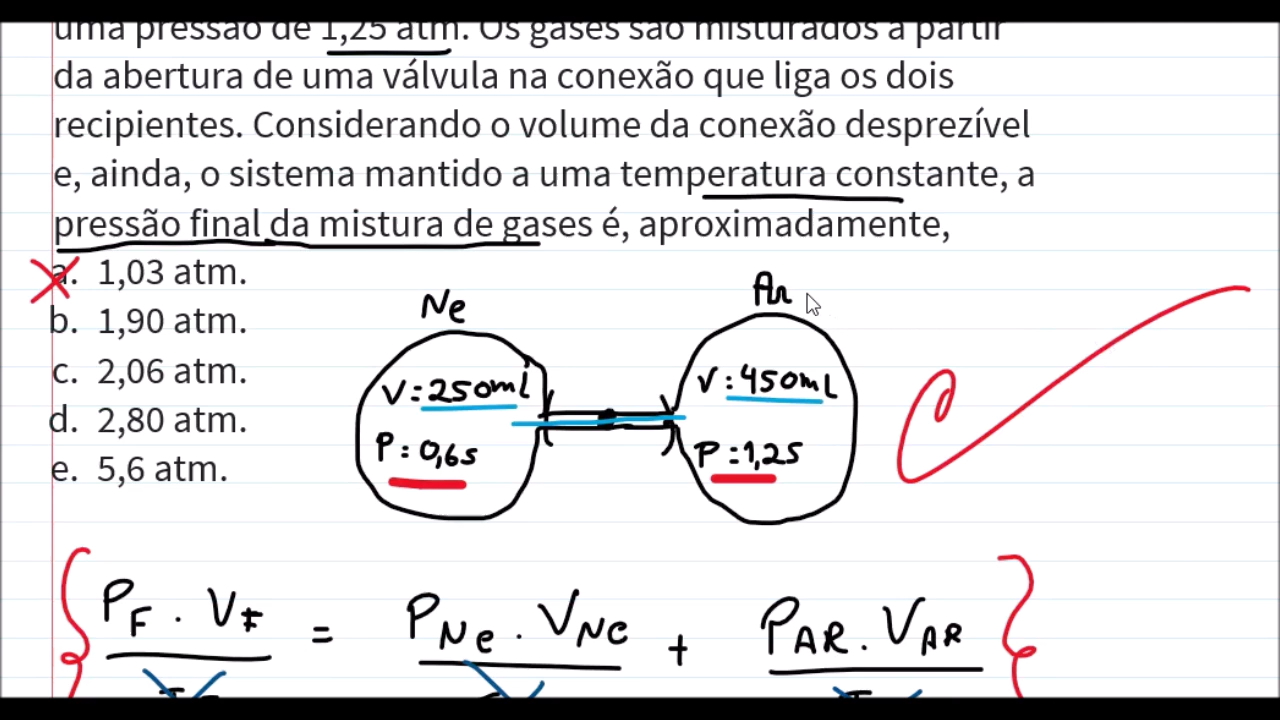 uma pressão de 1,25 atm. Os gases são misturados a partir
da abertura de uma válvula na conexão que liga os dois
recipientes. Considerando o volume da conexão desprezível
e, ainda, o sistema mantido a uma temperatura constante, a
pressão final da mistura de gases é, aproximadamente,
a. 1,03 atm.
b. 1,90 atm.
c. 2,06 atm.
d. 2,80 atm.
e. 5,6 atm.
Ne
V:250ml
P:0,65
Ar
V:450mL
P:1,25
PF . VF = PNe . VNe + PAR . VAR